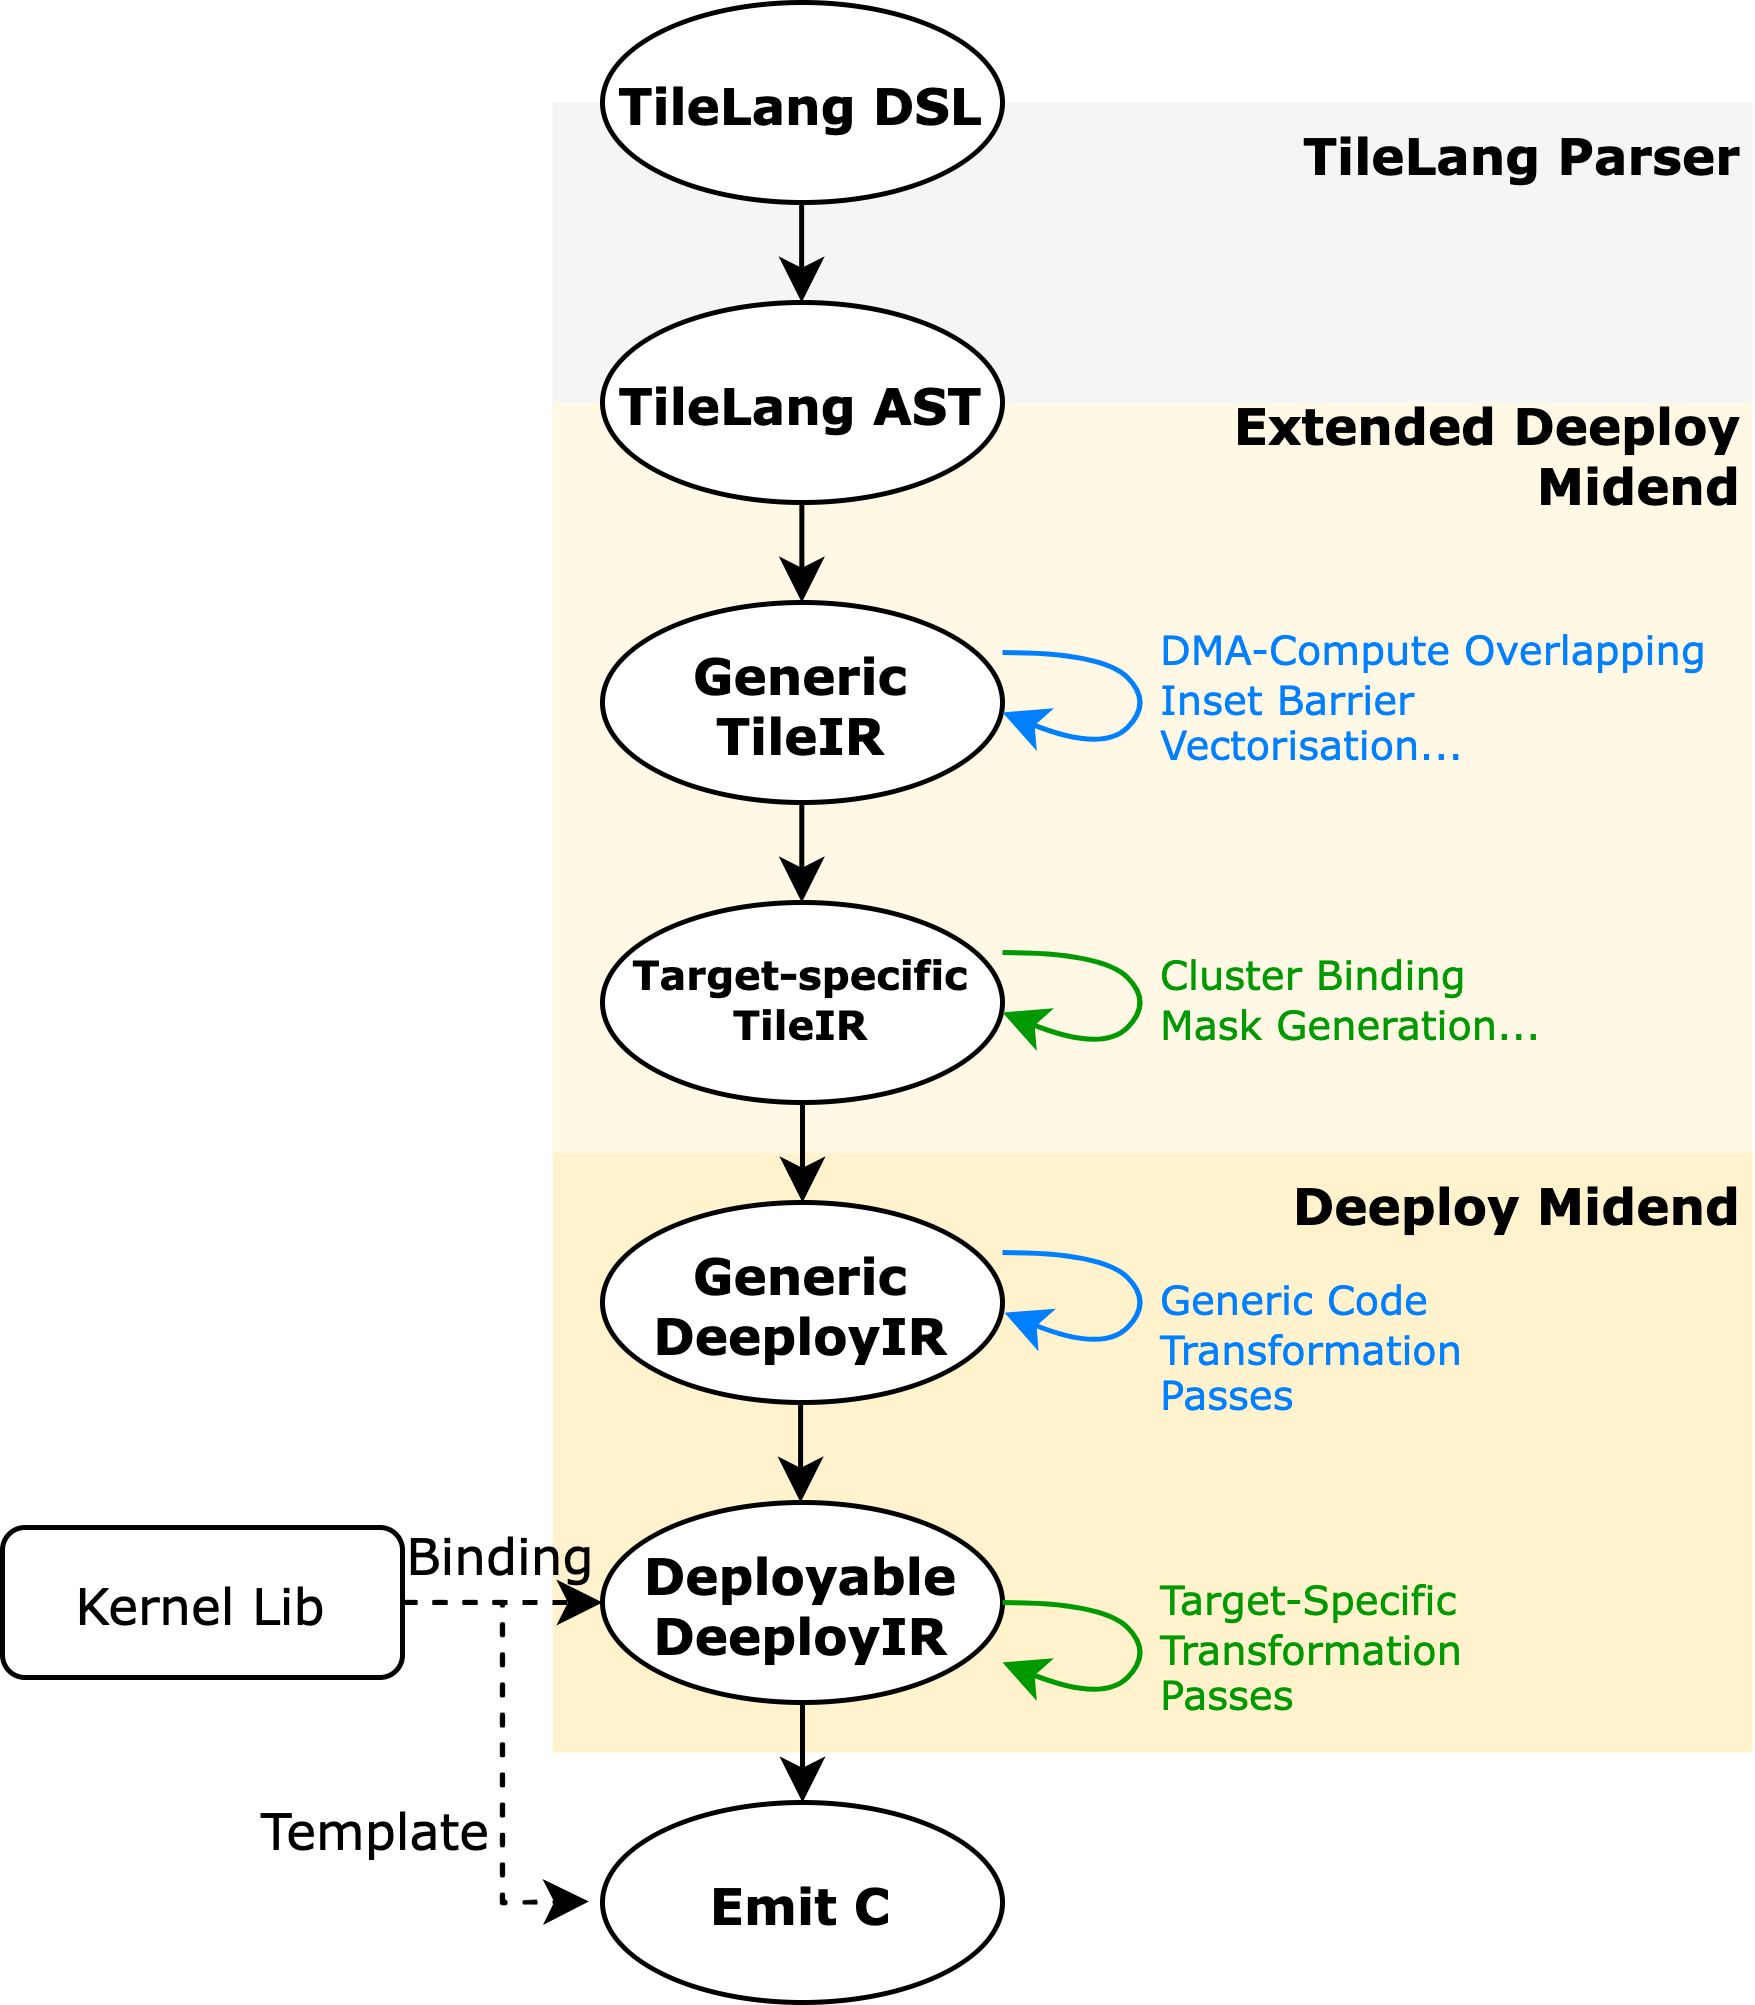 TileLang DSL
TileLang Parser
TileLang AST
Extended Deeploy
Midend
Generic
TileIR
DMA-Compute Overlapping
Inset Barrier
Vectorisation...
Target-specific
TileIR
Cluster Binding
Mask Generation...
Deeploy Midend
Generic
DeeployIR
Generic Code
Transformation
Passes
Kernel Lib
Binding
Deployable
DeeployIR
Target-Specific
Transformation
Passes
Template
Emit C